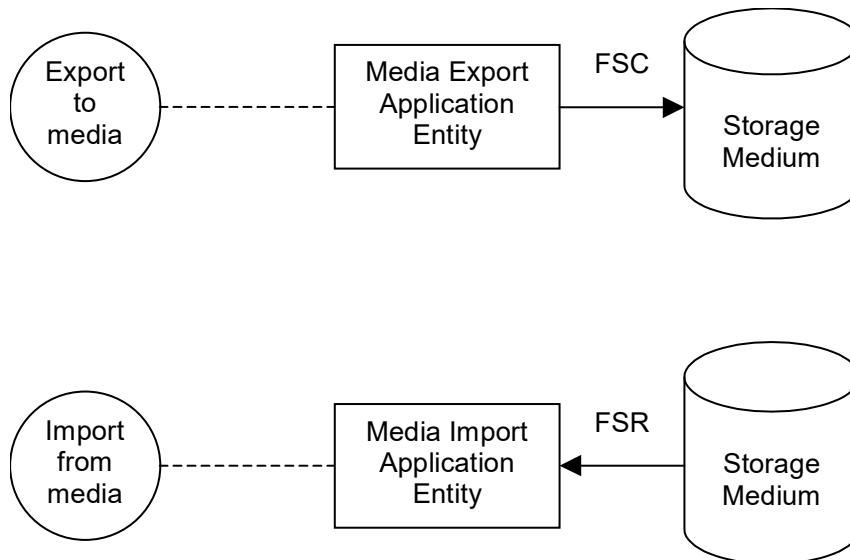 Export
to
media
Media Export
Application
Entity
FSC
Storage
Medium
Import
from
media
Media Import
Application
Entity
FSR
Storage
Medium